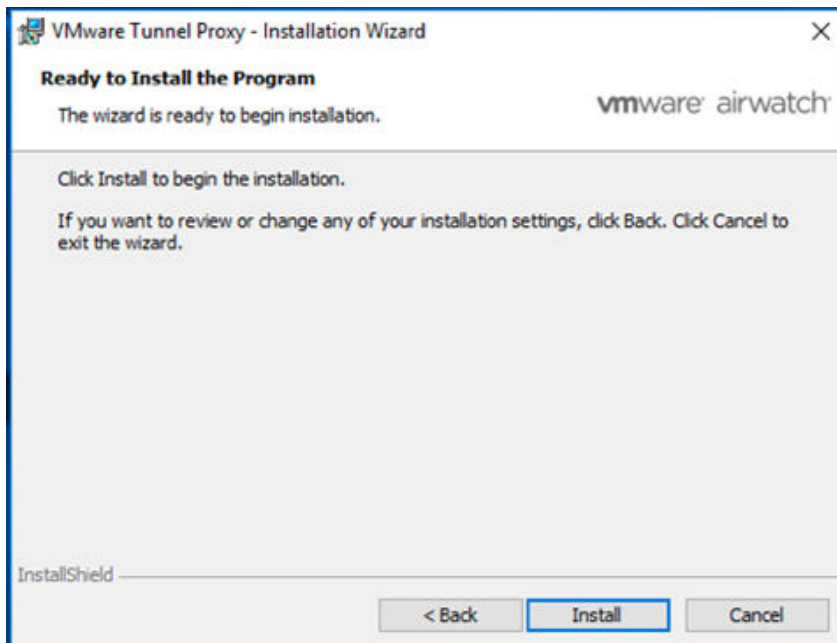 VMware Tunnel Proxy - Installation Wizard
Ready to Install the Program
The wizard is ready to begin installation.
vmware airwatch
Click Install to begin the installation.
If you want to review or change any of your installation settings, click Back. Click Cancel to
exit the wizard.
InstallShield
< Back Install Cancel